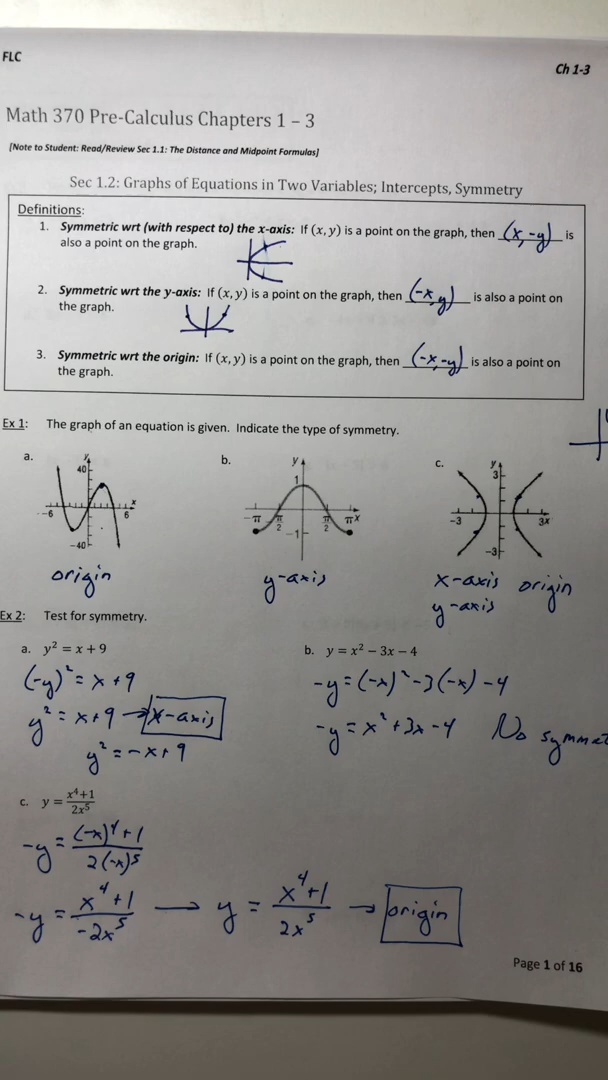 FLC
Ch 1-3
Math 370 Pre-Calculus Chapters 1 – 3
[Note to Student: Read/Review Sec 1.1: The Distance and Midpoint Formulas]
Sec 1.2: Graphs of Equations in Two Variables; Intercepts, Symmetry
Definitions:
1. Symmetric wrt (with respect to) the x-axis: If (x, y) is a point on the graph, then (x, -y) is
also a point on the graph.
2. Symmetric wrt the y-axis: If (x, y) is a point on the graph, then (-x, y) is also a point on
the graph.
3. Symmetric wrt the origin: If (x, y) is a point on the graph, then (-x, -y) is also a point on
the graph.
Ex 1: The graph of an equation is given. Indicate the type of symmetry.
a. y 40 x -6 6 -40
b. y 1 -π -π/2 π/2 π x -1
c. y 3 -3 3x -3
origin
y-axis
x-axis origin
y-axis
Ex 2: Test for symmetry.
a. y² = x + 9
b. y = x² – 3x – 4
(-y)² = x + 9
-y = (-x)² - 3(-x) - 4
y² = x + 9 → x-axis
-y = x² + 3x - 4 No symmet
y² = -x + 9
c. y = x⁴+1/2x⁵
-y = (-x)⁴+1/2(-x)⁵
-y = x⁴+1/-2x⁵ → y = x⁴+1/2x⁵ → origin
Page 1 of 16